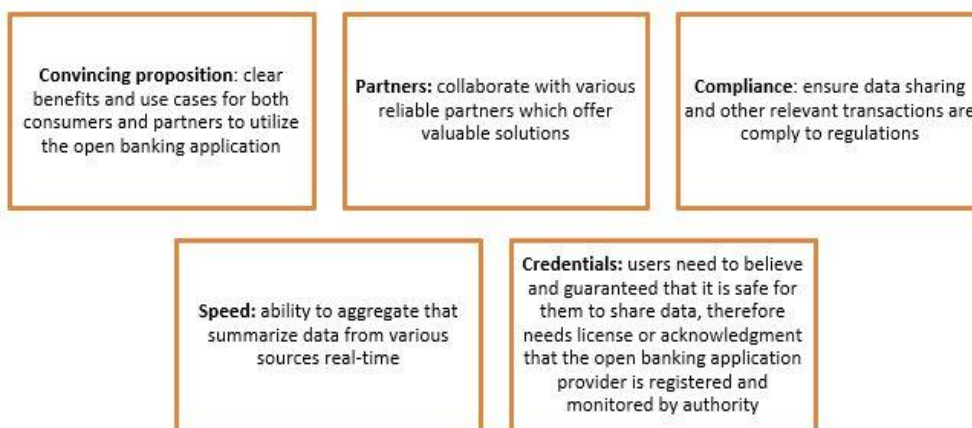 Convincing proposition: clear
benefits and use cases for both
consumers and partners to utilize
the open banking application
Partners: collaborate with various
reliable partners which offer
valuable solutions
Compliance: ensure data sharing
and other relevant transactions are
comply to regulations
Speed: ability to aggregate that
summarize data from various
sources real-time
Credentials: users need to believe
and guaranteed that it is safe for
them to share data, therefore
needs license or acknowledgment
that the open banking application
provider is registered and
monitored by authority